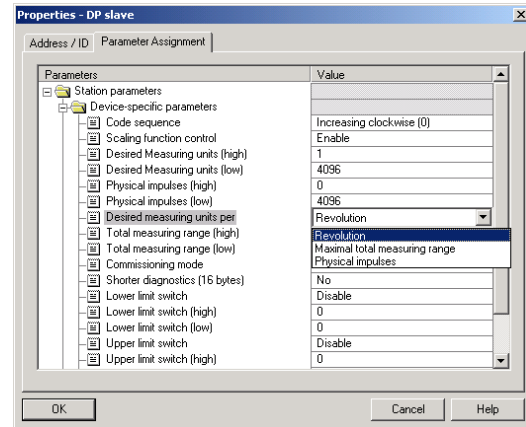 Properties - DP slave
Address / ID Parameter Assignment
Parameters Value
Station parameters
Device-specific parameters
Code sequence Increasing clockwise (0)
Scaling function control Enable
Desired Measuring units (high) 1
Desired Measuring units (low) 4096
Physical impulses (high) 0
Physical impulses (low) 4096
Desired measuring units per Revolution
Total measuring range (high) Revolution
Total measuring range (low) Maximal total measuring range
Commissioning mode Physical impulses
Shorter diagnostics (16 bytes) No
Lower limit switch Disable
Lower limit switch (high) 0
Lower limit switch (low) 0
Upper limit switch Disable
Upper limit switch (high) 0
OK Cancel Help